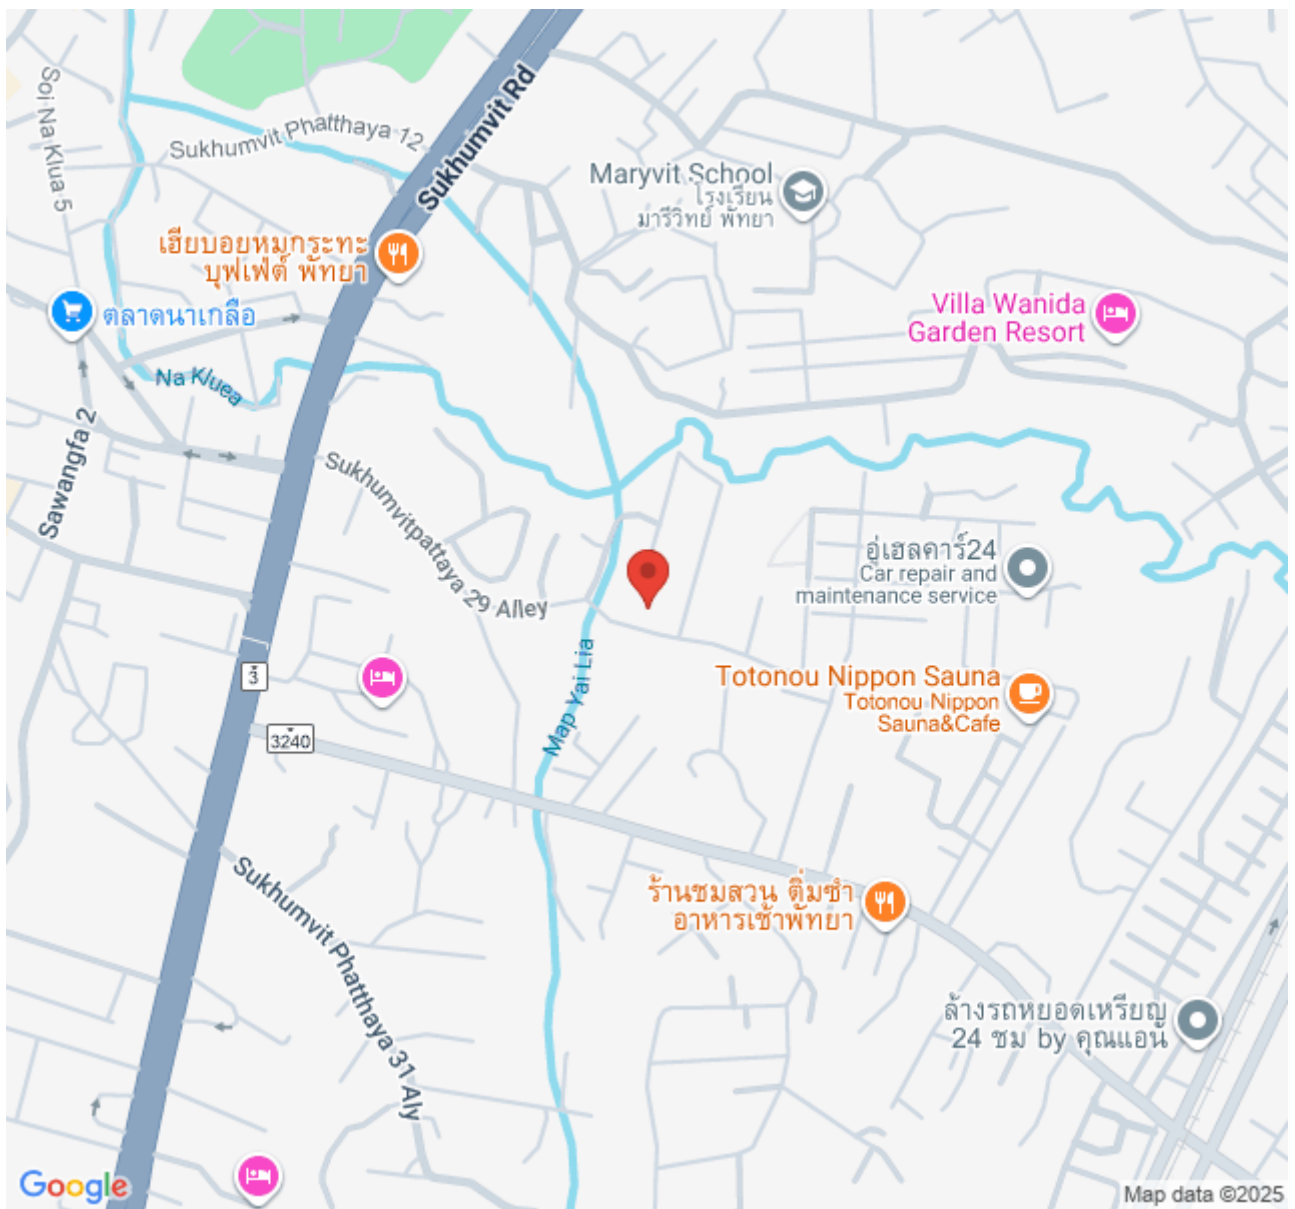 Soi Na Klua 5
Sukhumvit Phatthaya 12
Sukhumvit Rd
Maryvit School
โรงเรียน
มารีวิทย์ พัทยา
เฮียบอยหมูกระทะ
บุฟเฟ่ต์ พัทยา
Villa Wanida
Garden Resort
ตลาดนาเกลือ
Na Kluea
Sawangfa 2
Sukhumvitpattaya 29 Alley
อู่เฮลคาร์24
Car repair and
maintenance service
3
Map Yai Lia
Totonou Nippon Sauna
Totonou Nippon
Sauna&Cafe
3240
Sukhumvit Phatthaya 31 Aly
ร้านชมสวน ติ่มซำ
อาหารเช้าพัทยา
ล้างรถหยอดเหรียญ
24 ชม by คุณแอน
Google
Map data ©2025